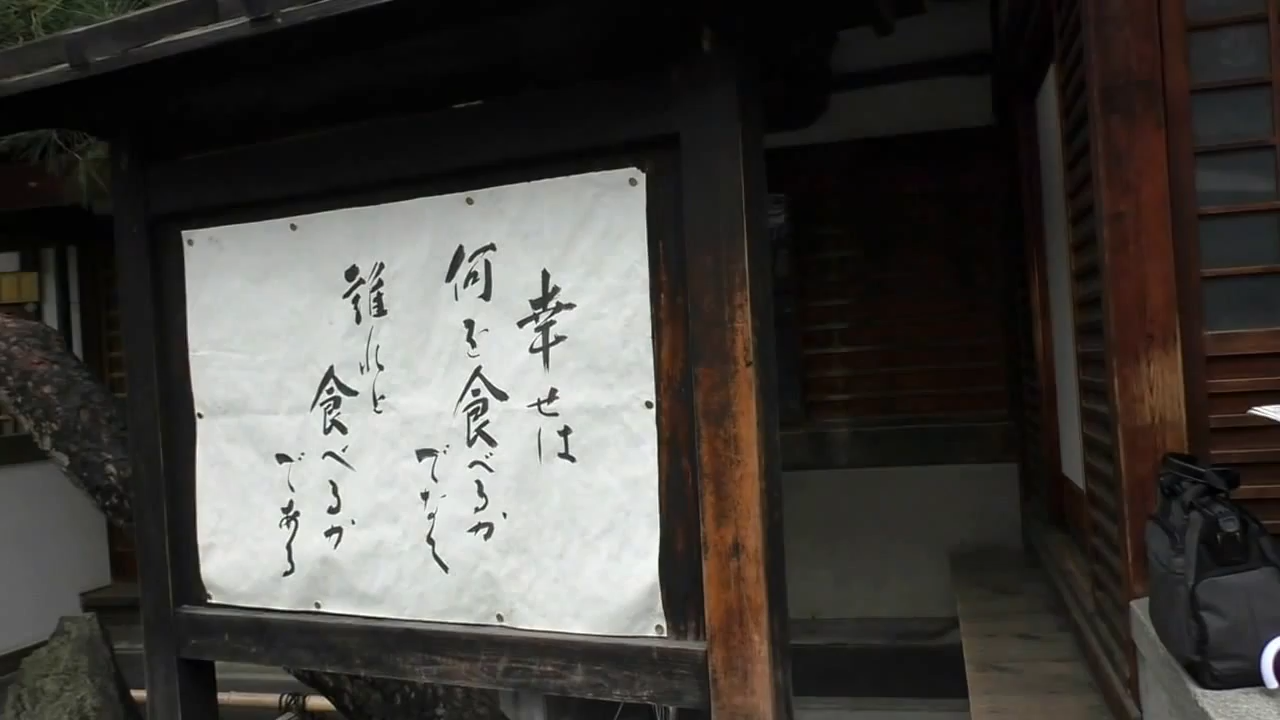 幸せは
何を食べるか
でなく
誰れと
食べるか
である